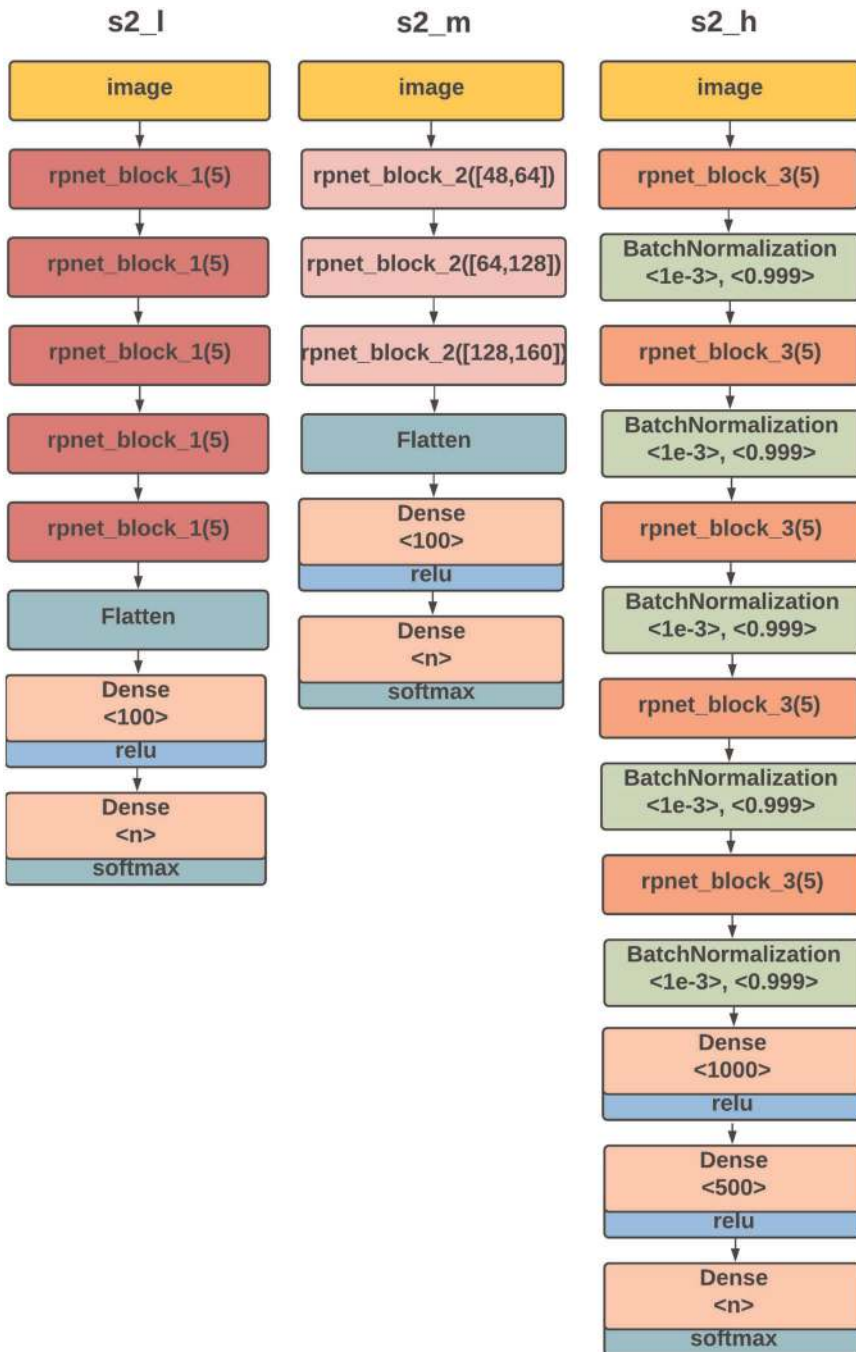 s2_l
image
rpnet_block_1(5)
rpnet_block_1(5)
rpnet_block_1(5)
rpnet_block_1(5)
rpnet_block_1(5)
Flatten
Dense
<100>
relu
Dense
<n>
softmax
s2_m
image
rpnet_block_2([48,64])
rpnet_block_2([64,128])
rpnet_block_2([128,160])
Flatten
Dense
<100>
relu
Dense
<n>
softmax
s2_h
image
rpnet_block_3(5)
BatchNormalization
<1e-3>, <0.999>
rpnet_block_3(5)
BatchNormalization
<1e-3>, <0.999>
rpnet_block_3(5)
BatchNormalization
<1e-3>, <0.999>
rpnet_block_3(5)
BatchNormalization
<1e-3>, <0.999>
rpnet_block_3(5)
BatchNormalization
<1e-3>, <0.999>
Dense
<1000>
relu
Dense
<500>
relu
Dense
<n>
softmax